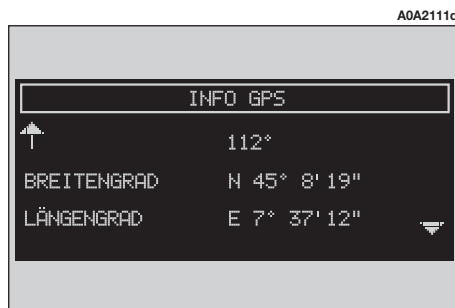 A0A2111c
INFO GPS
112°
BREITENGRAD N 45° 8'19"
LÄNGENGRAD E 7° 37'12"